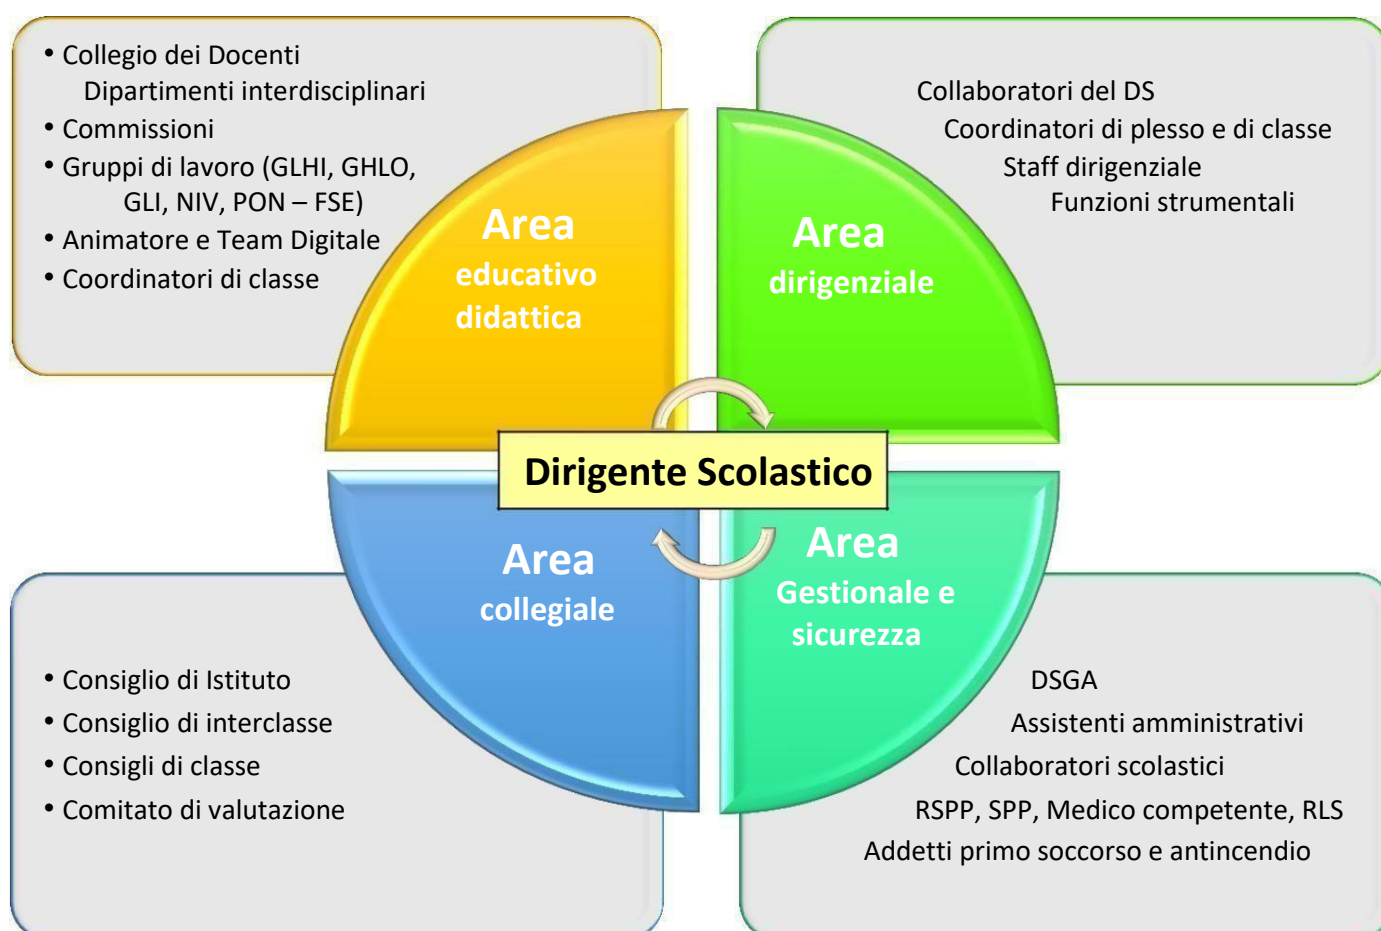 • Collegio dei Docenti
Dipartimenti interdisciplinari
• Commissioni
• Gruppi di lavoro (GLHI, GHLO,
GLI, NIV, PON – FSE)
• Animatore e Team Digitale
• Coordinatori di classe
Area
educativo
didattica
Collaboratori del DS
Coordinatori di plesso e di classe
Staff dirigenziale
Funzioni strumentali
Area
dirigenziale
Dirigente Scolastico
Area
collegiale
• Consiglio di Istituto
• Consiglio di interclasse
• Consigli di classe
• Comitato di valutazione
Area
Gestionale e
sicurezza
DSGA
Assistenti amministrativi
Collaboratori scolastici
RSPP, SPP, Medico competente, RLS
Addetti primo soccorso e antincendio